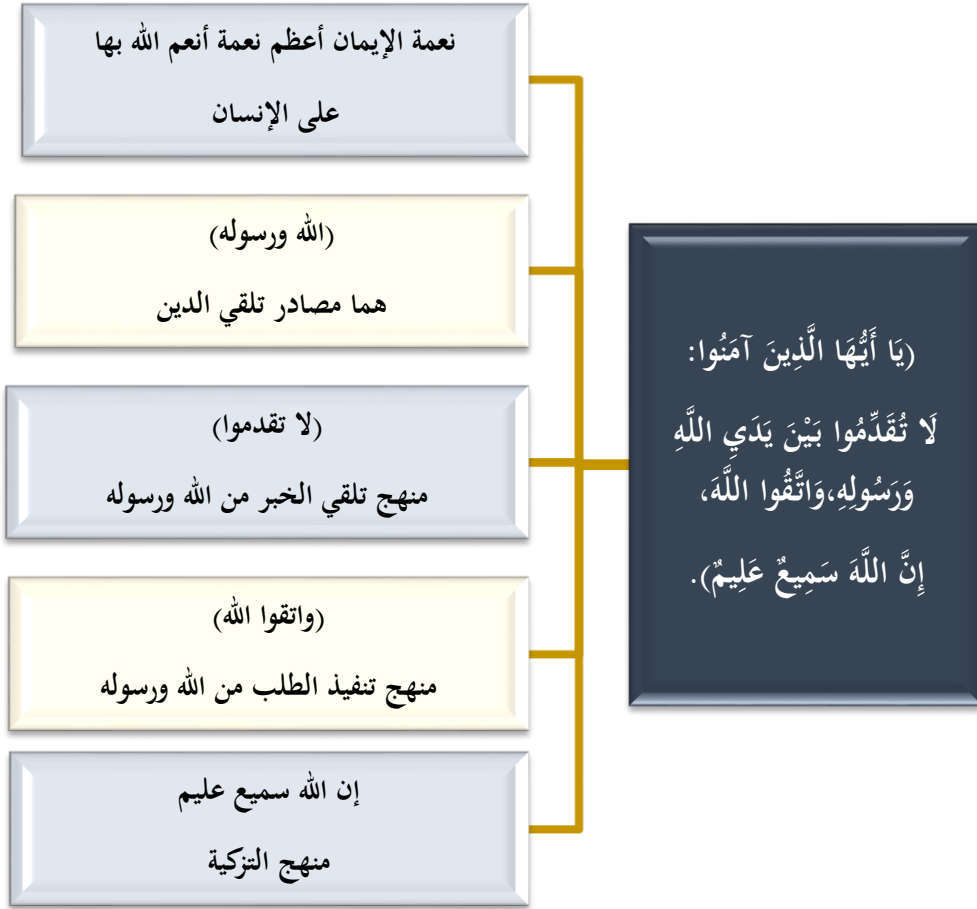 (يَا أَيُّهَا الَّذِينَ آمَنُوا:
لَا تُقَدِّمُوا بَيْنَ يَدَيِ اللَّهِ
وَرَسُولِهِ،وَاتَّقُوا اللَّهَ،
إِنَّ اللَّهَ سَمِيعٌ عَلِيمٌ).
نعمة الإيمان أعظم نعمة أنعم الله بها
على الإنسان
(الله ورسوله)
هما مصادر تلقي الدين
(لا تقدموا)
منهج تلقي الخبر من الله ورسوله
(واتقوا الله)
منهج تنفيذ الطلب من الله ورسوله
إن الله سميع عليم
منهج التزكية